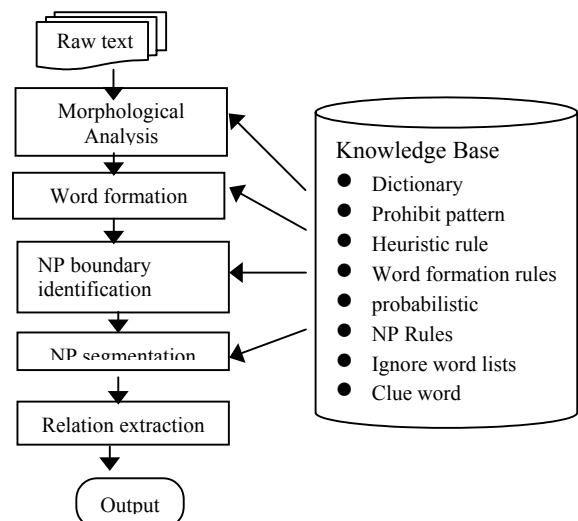 Raw text
Morphological
Analysis
Word formation
NP boundary
identification
NP segmentation
Relation extraction
Output
Knowledge Base
● Dictionary
● Prohibit pattern
● Heuristic rule
● Word formation rules
● probabilistic
● NP Rules
● Ignore word lists
● Clue word